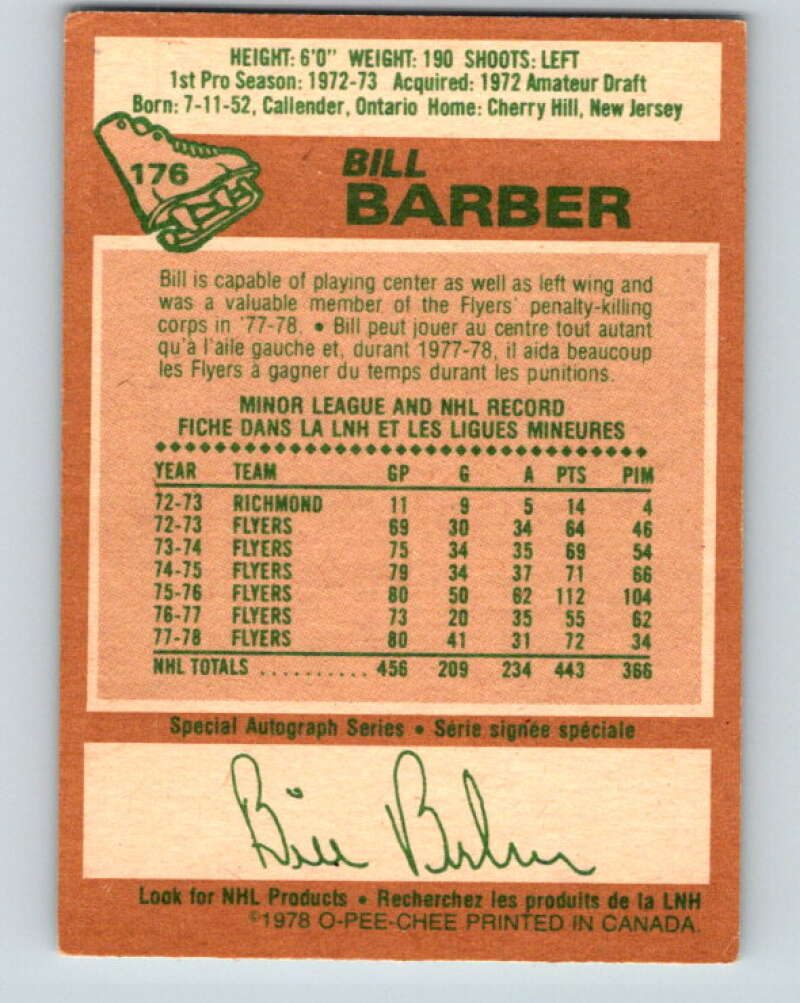 HEIGHT: 6'0" WEIGHT: 190 SHOOTS: LEFT
1st Pro Season: 1972-73 Acquired: 1972 Amateur Draft
Born: 7-11-52, Callender, Ontario Home: Cherry Hill, New Jersey
176
BILL
BARBER
Bill is capable of playing center as well as left wing and
was a valuable member of the Flyers' penalty-killing
corps in '77-78. • Bill peut jouer au centre tout autant
qu'à l'aile gauche et, durant 1977-78, il aida beaucoup
les Flyers à gagner du temps durant les punitions.
MINOR LEAGUE AND NHL RECORD
FICHE DANS LA LNH ET LES LIGUES MINEURES
YEAR TEAM GP G A PTS PIM
72-73 RICHMOND 11 9 5 14 4
72-73 FLYERS 69 30 34 64 46
73-74 FLYERS 75 34 35 69 54
74-75 FLYERS 79 34 37 71 66
75-76 FLYERS 80 50 62 112 104
76-77 FLYERS 73 20 35 55 62
77-78 FLYERS 80 41 31 72 34
NHL TOTALS .......... 456 209 234 443 366
Special Autograph Series • Série signée spéciale
Bill Barber
Look for NHL Products • Recherchez les produits de la LNH
©1978 O-PEE-CHEE PRINTED IN CANADA.